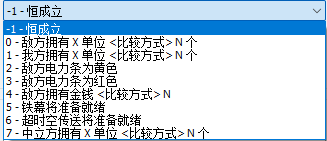 -1 - 恒成立
-1 - 恒成立
0 - 敌方拥有 X 单位 <比较方式> N 个
1 - 我方拥有 X 单位 <比较方式> N 个
2 - 敌方电力条为黄色
3 - 敌方电力条为红色
4 - 敌方拥有金钱 <比较方式> N
5 - 铁幕将准备就绪
6 - 超时空传送将准备就绪
7 - 中立方拥有 X 单位 <比较方式> N 个